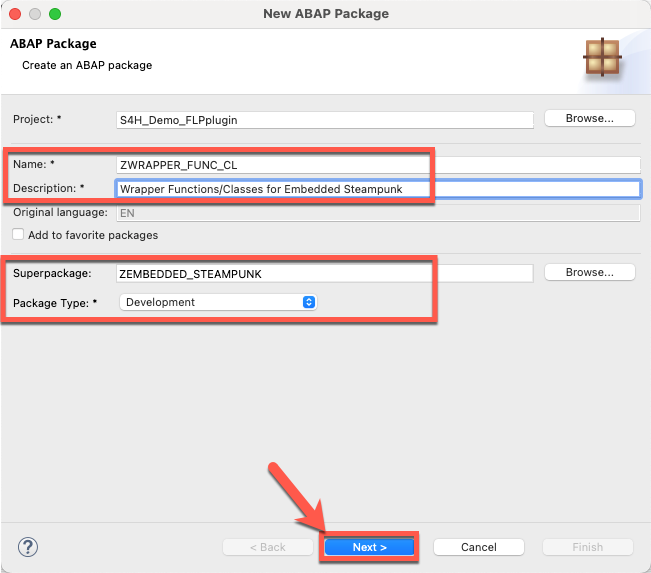 New ABAP Package
ABAP Package
Create an ABAP package
Project: * S4H_Demo_FLPplugin Browse...
Name: * ZWRAPPER_FUNC_CL
Description: * Wrapper Functions/Classes for Embedded Steampunk
Original language: EN
Add to favorite packages
Superpackage: ZEMBEDDED_STEAMPUNK Browse...
Package Type: * Development
? < Back Next > Cancel Finish